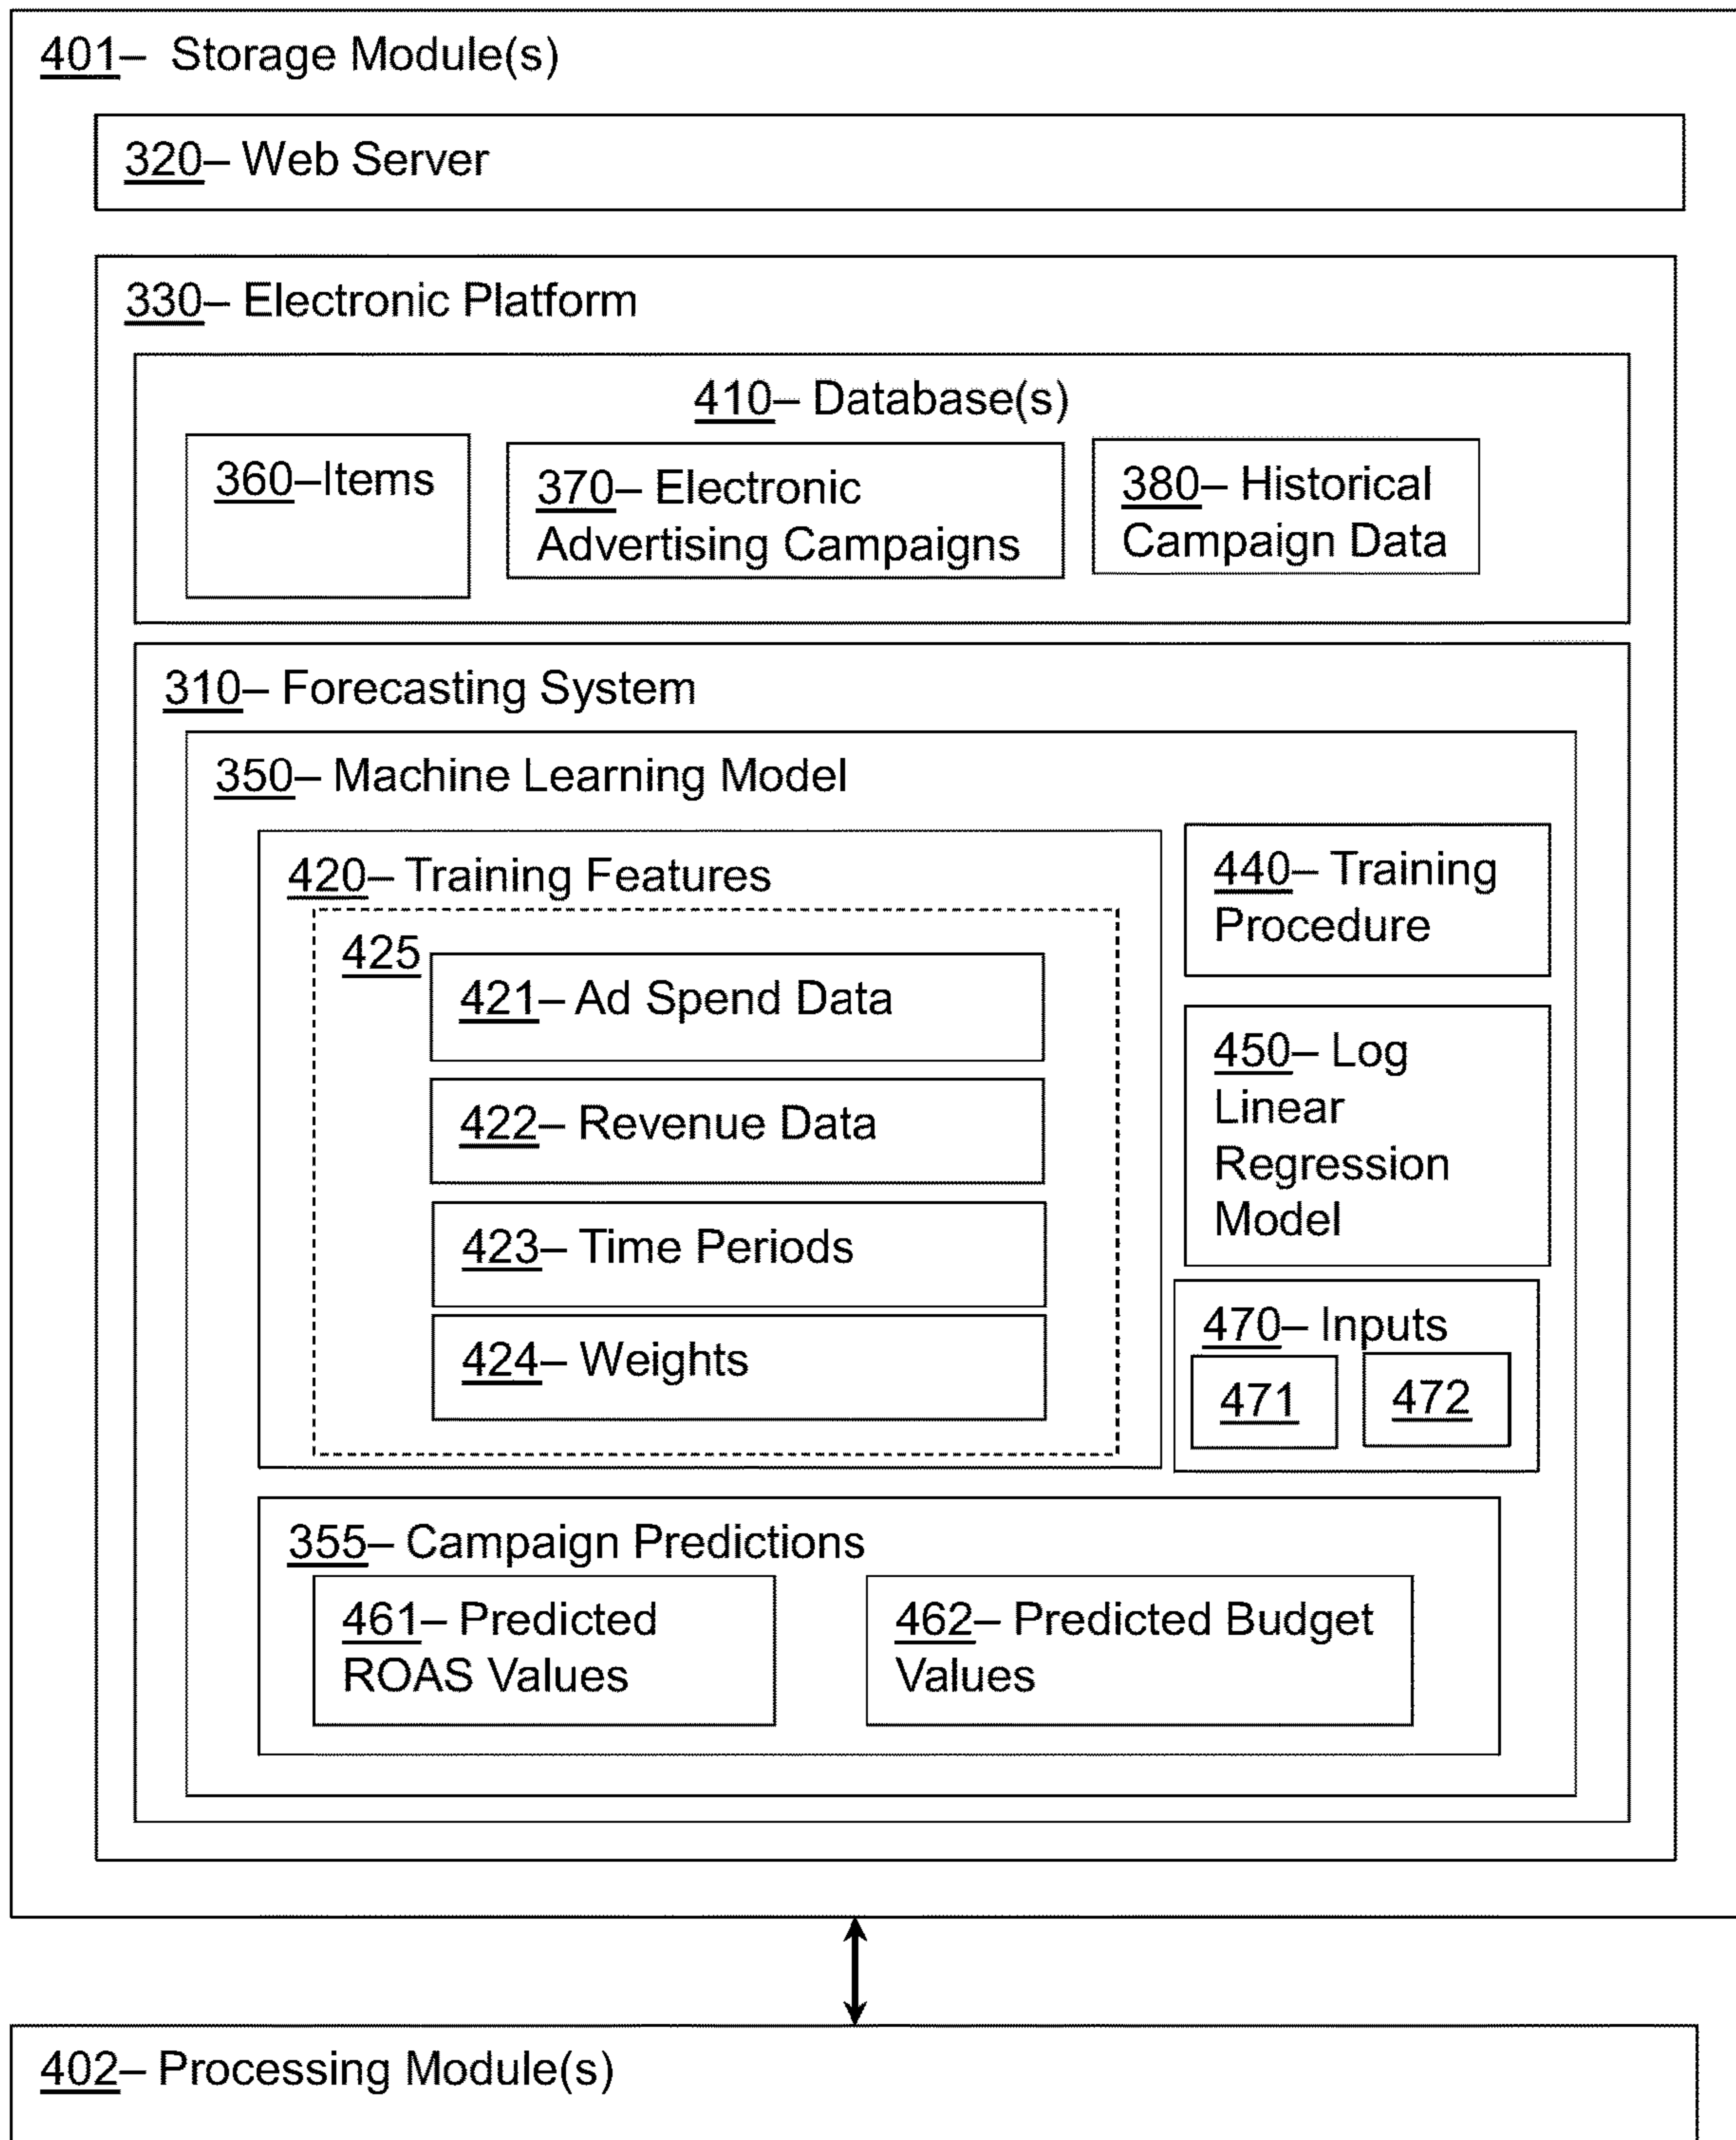 401– Storage Module(s)
320– Web Server
330– Electronic Platform
410– Database(s)
360–Items
370– Electronic
Advertising Campaigns
380– Historical
Campaign Data
310– Forecasting System
350– Machine Learning Model
420– Training Features
425
421– Ad Spend Data
422– Revenue Data
423– Time Periods
424– Weights
440– Training
Procedure
450– Log
Linear
Regression
Model
470– Inputs
471
472
355– Campaign Predictions
461– Predicted
ROAS Values
462– Predicted Budget
Values
402– Processing Module(s)